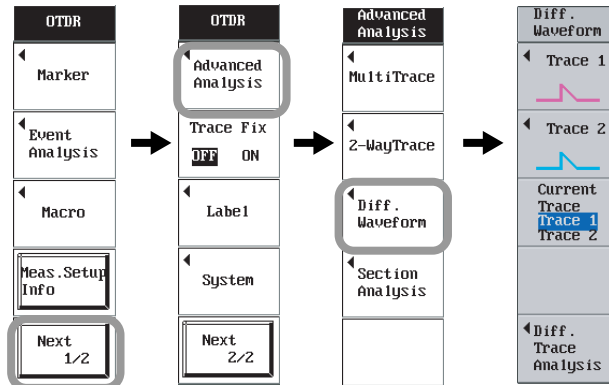 OTDR
Marker
Event
Analysis
Macro
Meas.Setup
Info
Next
1/2
OTDR
Advanced
Analysis
Trace Fix
OFF ON
Label
System
Next
2/2
Advanced
Analysis
MultiTrace
2-WayTrace
Diff.
Waveform
Section
Analysis
Diff.
Waveform
Trace 1
Trace 2
Current
Trace
Trace 1
Trace 2
Diff.
Trace
Analysis